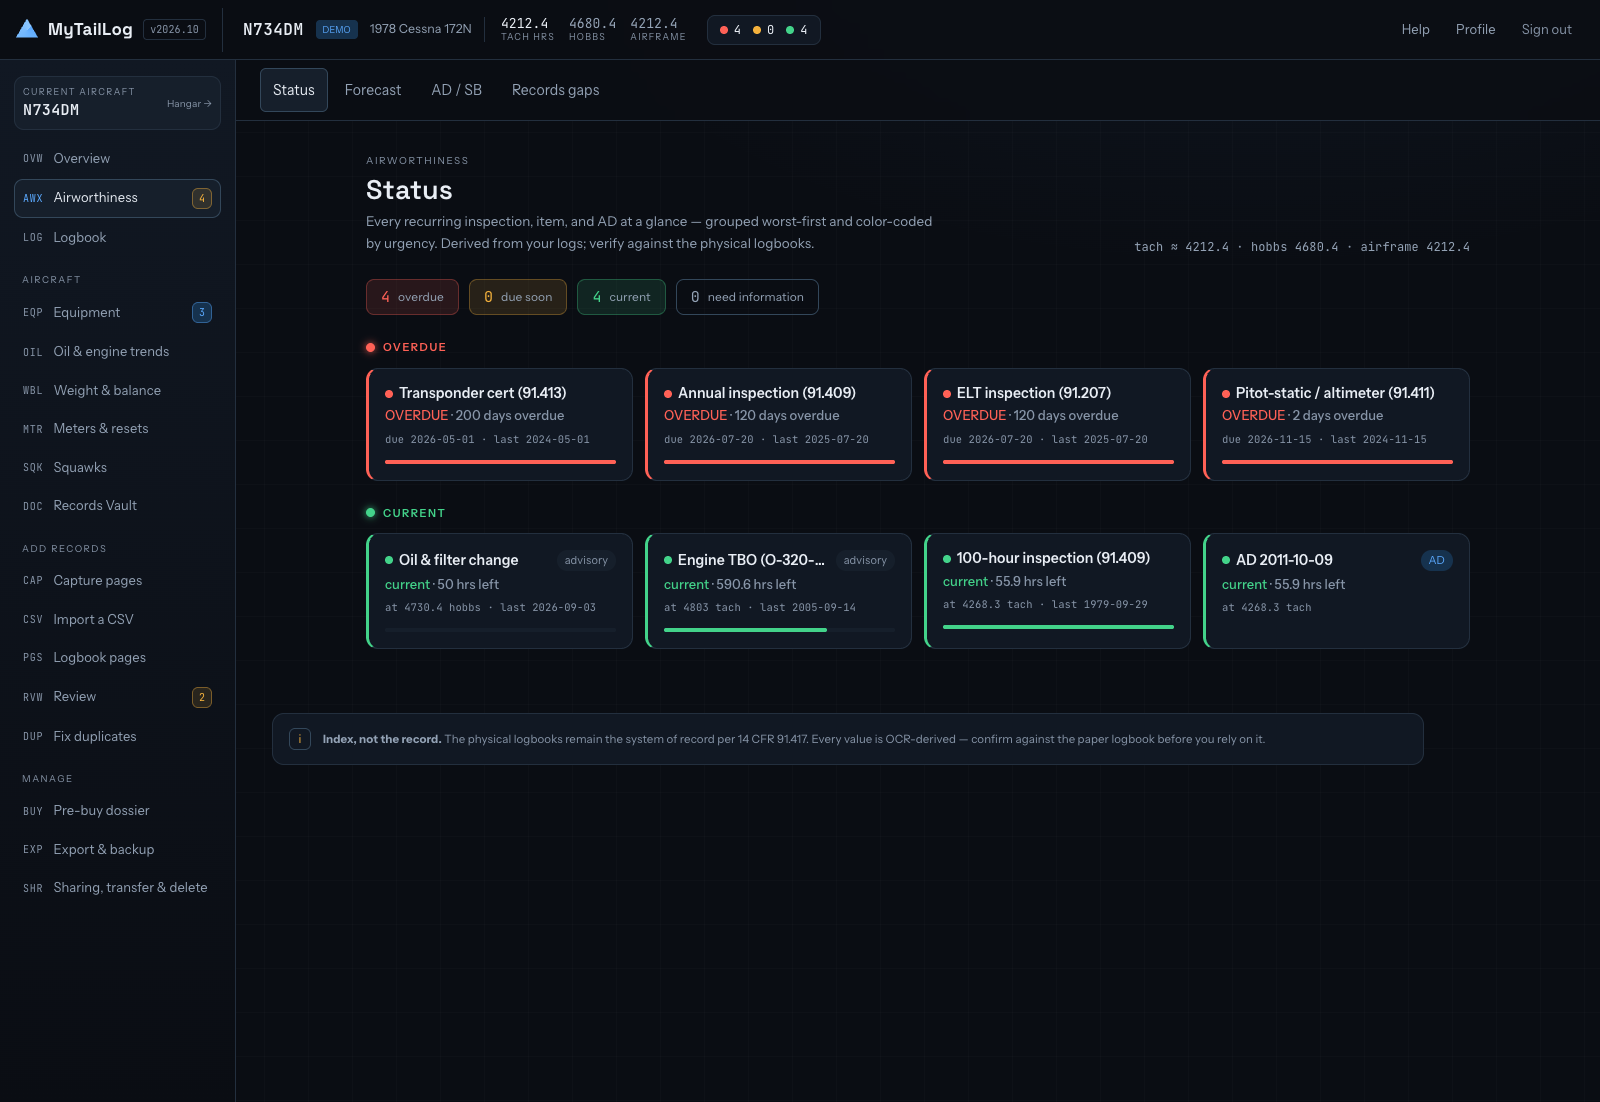 MyTailLog v2026.10
N734DM DEMO 1978 Cessna 172N
4212.4 TACH HRS
4680.4 HOBBS
4212.4 AIRFRAME
4 0 4
Help Profile Sign out
CURRENT AIRCRAFT
N734DM
Hangar →
OVW Overview
AWX Airworthiness 4
LOG Logbook
AIRCRAFT
EQP Equipment 3
OIL Oil & engine trends
WBL Weight & balance
MTR Meters & resets
SQK Squawks
DOC Records Vault
ADD RECORDS
CAP Capture pages
CSV Import a CSV
PGS Logbook pages
RVW Review 2
DUP Fix duplicates
MANAGE
BUY Pre-buy dossier
EXP Export & backup
SHR Sharing, transfer & delete
Status Forecast AD / SB Records gaps
AIRWORTHINESS
Status
Every recurring inspection, item, and AD at a glance — grouped worst-first and color-coded
by urgency. Derived from your logs; verify against the physical logbooks.
tach ≈ 4212.4 · hobbs 4680.4 · airframe 4212.4
4 overdue 0 due soon 4 current 0 need information
OVERDUE
Transponder cert (91.413)
OVERDUE · 200 days overdue
due 2026-05-01 · last 2024-05-01
Annual inspection (91.409)
OVERDUE · 120 days overdue
due 2026-07-20 · last 2025-07-20
ELT inspection (91.207)
OVERDUE · 120 days overdue
due 2026-07-20 · last 2025-07-20
Pitot-static / altimeter (91.411)
OVERDUE · 2 days overdue
due 2026-11-15 · last 2024-11-15
CURRENT
Oil & filter change advisory
current · 50 hrs left
at 4730.4 hobbs · last 2026-09-03
Engine TBO (O-320-... advisory
current · 590.6 hrs left
at 4803 tach · last 2005-09-14
100-hour inspection (91.409)
current · 55.9 hrs left
at 4268.3 tach · last 1979-09-29
AD 2011-10-09 AD
current · 55.9 hrs left
at 4268.3 tach
i Index, not the record. The physical logbooks remain the system of record per 14 CFR 91.417. Every value is OCR-derived — confirm against the paper logbook before you rely on it.